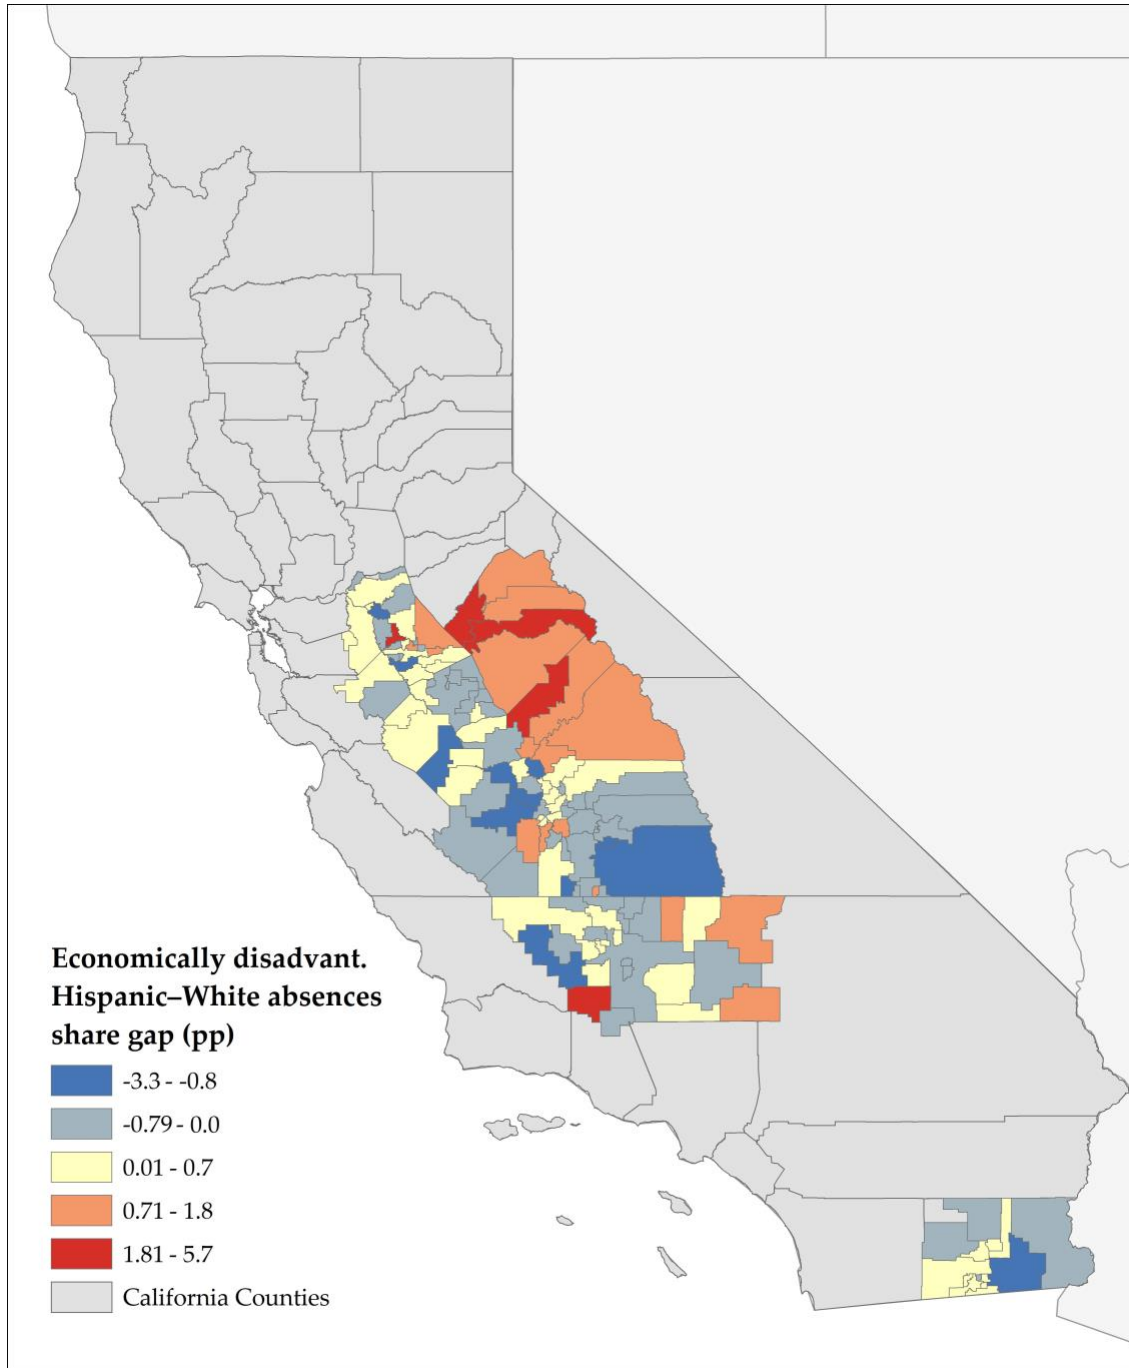 Economically disadvant.
Hispanic–White absences
share gap (pp)
-3.3 - -0.8
-0.79 - 0.0
0.01 - 0.7
0.71 - 1.8
1.81 - 5.7
California Counties